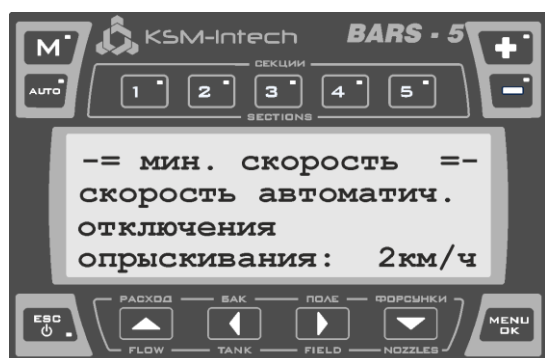 M KSM-Intech BARS - 5 +
AUTO СЕКЦИИ -
1 2 3 4 5
SECTIONS
-= мин. скорость =-
скорость автоматич.
отключения
опрыскивания: 2км/ч
ESC РАСХОД БАК ПОЛЕ ФОРСУНКИ MENU OK
FLOW TANK FIELD NOZZLES